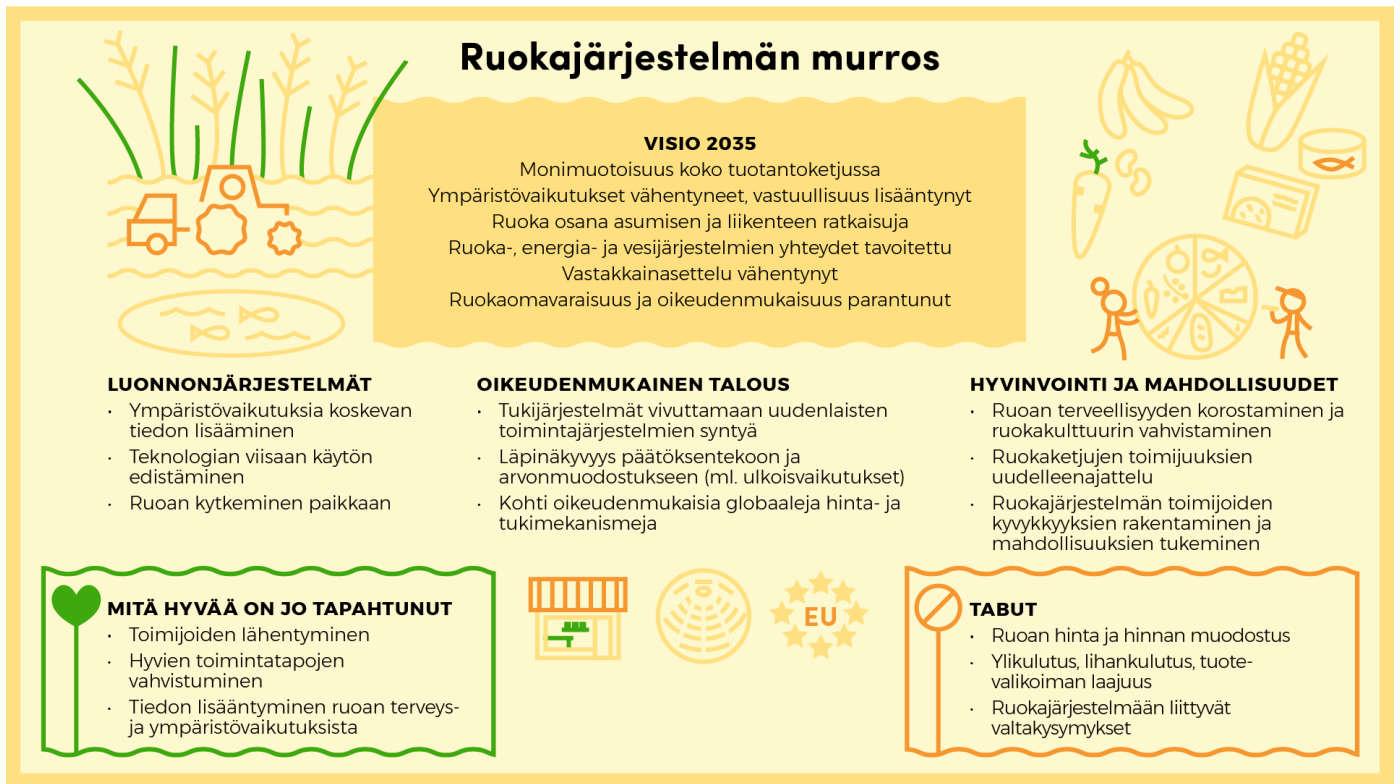 Ruokajärjestelmän murros
VISIO 2035
Monimuotoisuus koko tuotantoketjussa
Ympäristövaikutukset vähentyneet, vastuullisuus lisääntynyt
Ruoka osana asumisen ja liikenteen ratkaisuja
Ruoka-, energia- ja vesijärjestelmien yhteydet tavoitettu
Vastakkainasettelu vähentynyt
Ruokaomavaraisuus ja oikeudenmukaisuus parantunut
LUONNONJÄRJESTELMÄT
• Ympäristövaikutuksia koskevan
tiedon lisääminen
• Teknologian viisaan käytön
edistäminen
• Ruoan kytkeminen paikkaan
OIKEUDENMUKAINEN TALOUS
• Tukijärjestelmät vivuttamaan uudenlaisten
toimintajärjestelmien syntyä
• Läpinäkyvyys päätöksentekoon ja
arvonmuodostukseen (ml. ulkoisvaikutukset)
• Kohti oikeudenmukaisia globaaleja hinta- ja
tukimekanismeja
HYVINVOINTI JA MAHDOLLISUUDET
• Ruoan terveellisyyden korostaminen ja
ruokakulttuurin vahvistaminen
• Ruokaketjujen toimijuuksien
uudelleenajattelu
• Ruokajärjestelmän toimijoiden
kyvykkyyksien rakentaminen ja
mahdollisuuksien tukeminen
MITÄ HYVÄÄ ON JO TAPAHTUNUT
• Toimijoiden lähentyminen
• Hyvien toimintatapojen
vahvistuminen
• Tiedon lisääntyminen ruoan terveys-
ja ympäristövaikutuksista
EU
TABUT
• Ruoan hinta ja hinnan muodostus
• Ylikulutus, lihankulutus, tuote-
valikoiman laajuus
• Ruokajärjestelmään liittyvät
valtakysymykset